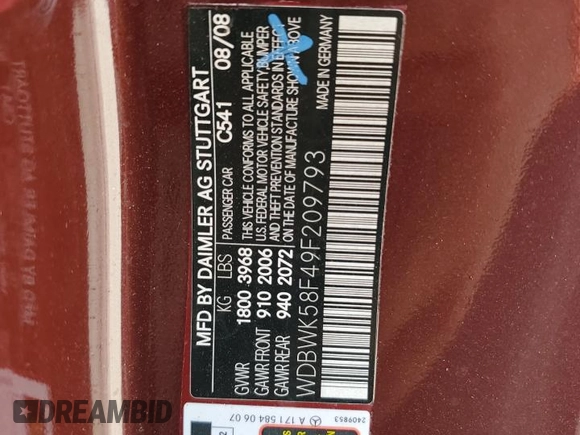 MFD BY DAIMLER AG STUTTGART
C541 08/08
KG LBS PASSENGER CAR
GVWR 1800 3968 THIS VEHICLE CONFORMS TO ALL APPLICABLE
GAWR FRONT 910 2006 U.S. FEDERAL MOTOR VEHICLE SAFETY, BUMPER
AND THEFT PREVENTION STANDARDS IN EFFECT
GAWR REAR 940 2072 ON THE DATE OF MANUFACTURE SHOWN ABOVE
WDBWK58F49F209793 MADE IN GERMANY
A 171 584 06 07
2409853
DREAMBID